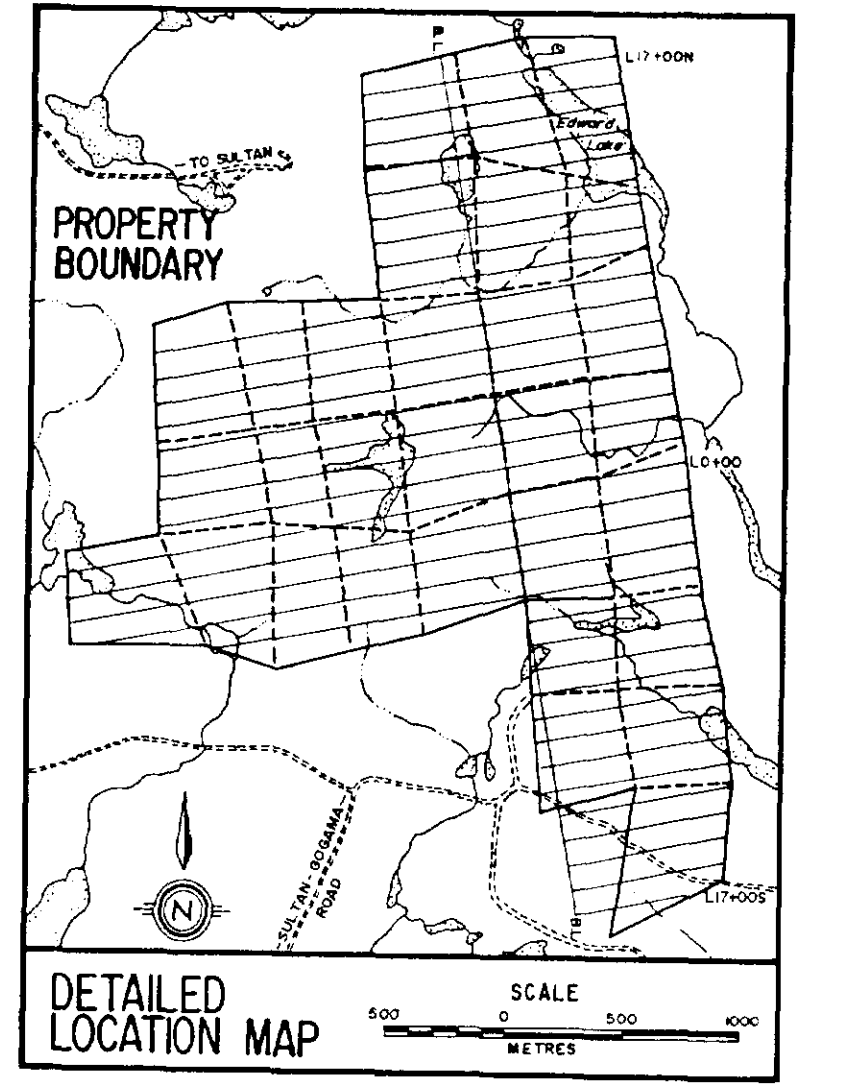 L17+00N
Edward
Lake
TO SULTAN
PROPERTY
BOUNDARY
L0+00
SULTAN-GOGAMA
ROAD
N
L17+00S
BL
DETAILED
LOCATION MAP
SCALE
500 0 500 1000
METRES